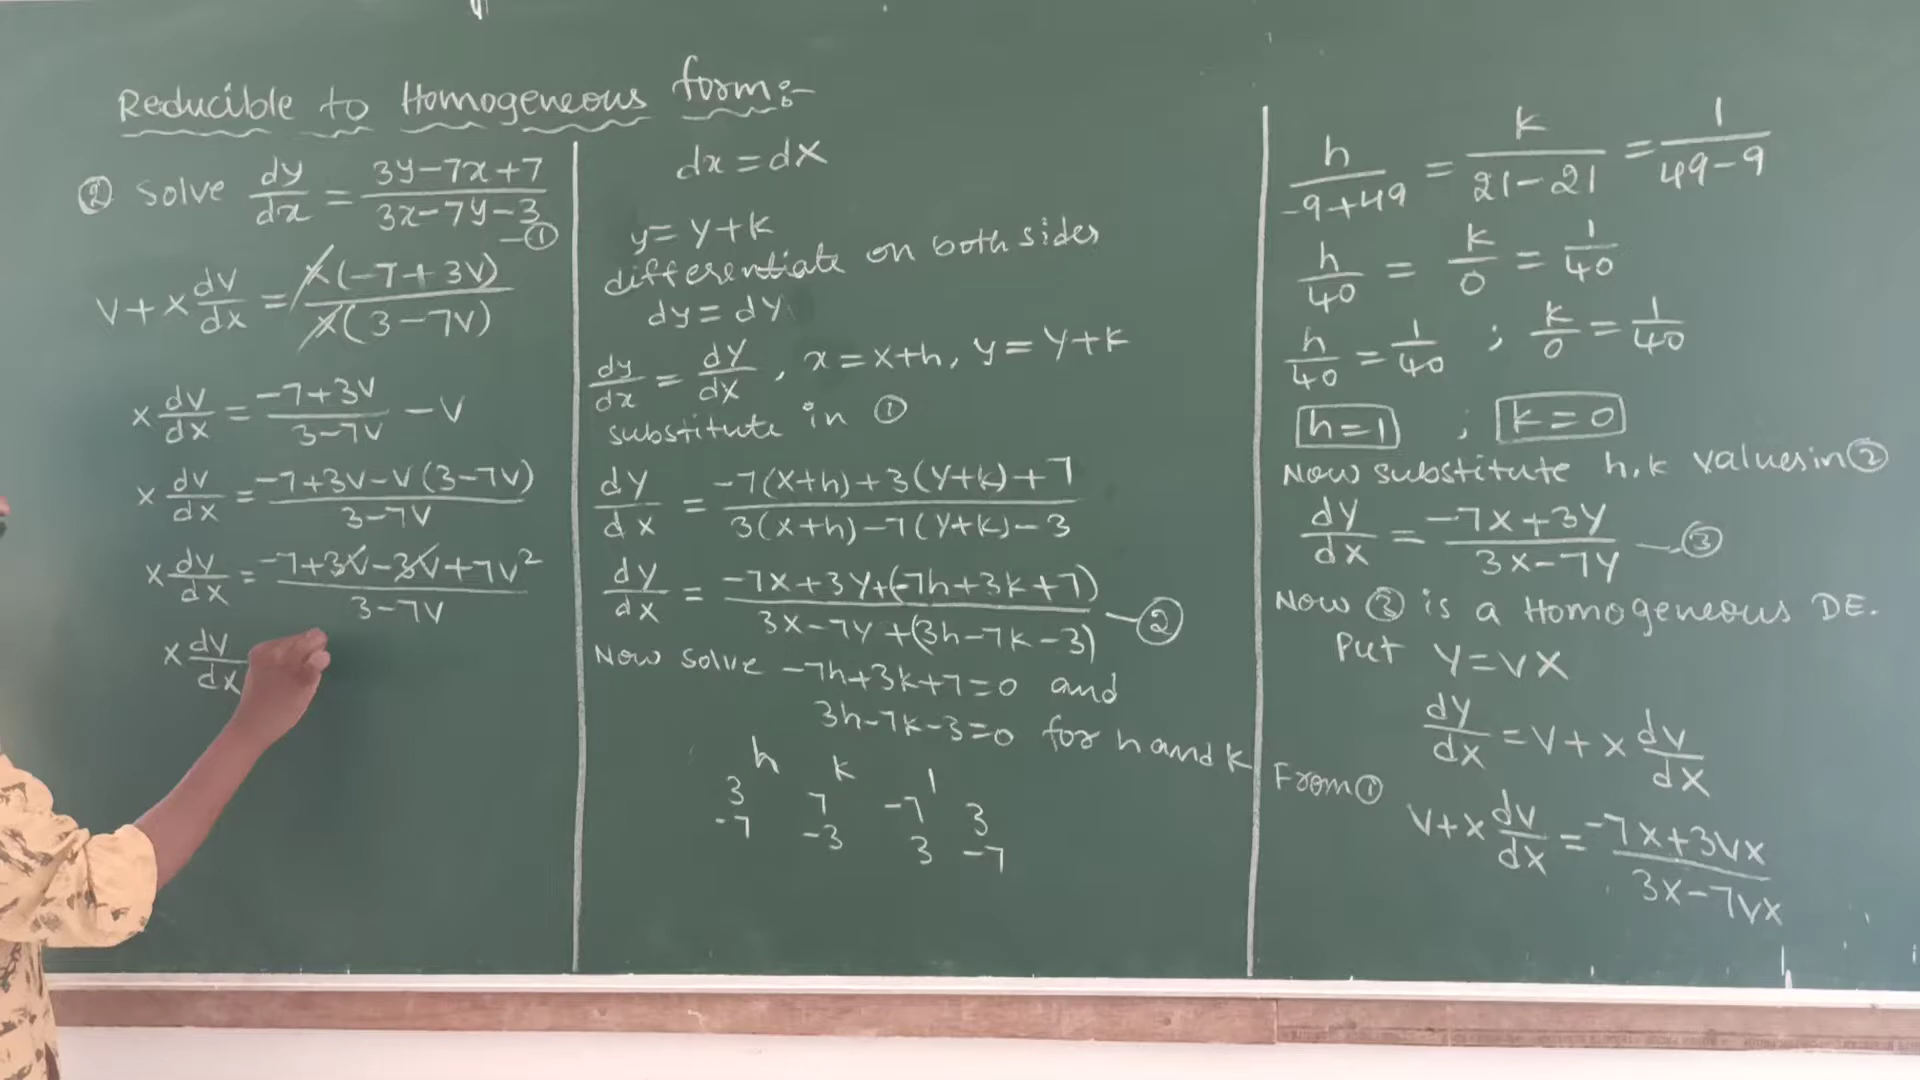 Reducible to Homogeneous form:-
② Solve dy/dx = (3y-7x+7)/(3x-7y-3) —①
V+x dv/dx = x(-7+3V)/x(3-7V)
x dv/dx = (-7+3V)/(3-7V) - V
x dv/dx = (-7+3V-V(3-7V))/(3-7V)
x dv/dx = (-7+3V-3V+7V²)/(3-7V)
x dv/dx
dx = dX
y = Y+k
differentiate on both sides
dy = dY
dy/dx = dY/dX , x = X+h, y = Y+k
substitute in ①
dY/dX = (-7(X+h)+3(Y+k)+7)/(3(X+h)-7(Y+k)-3)
dY/dX = (-7X+3Y+(-7h+3k+7))/(3X-7Y+(3h-7k-3)) —②
Now solve -7h+3k+7=0 and
3h-7k-3=0 for h and k
h k 1
3 7 -7 3
-7 -3 3 -7
h/(-9+49) = k/(21-21) = 1/(49-9)
h/40 = k/0 = 1/40
h/40 = 1/40 ; k/0 = 1/40
h=1 ; k=0
Now substitute h,k values in ②
dY/dX = (-7X+3Y)/(3X-7Y) —③
Now ③ is a Homogeneous DE.
Put Y=VX
dY/dX = V+X dv/dX
From ①
V+X dv/dX = (-7X+3VX)/(3X-7VX)